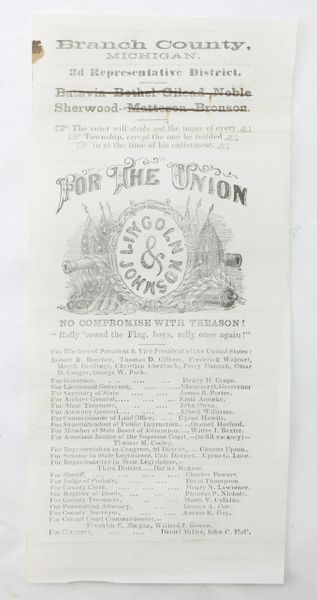 Branch County,
MICHIGAN.
3d Representative District.
Batavia Bethel Gilead Noble
Sherwood Matteson Bronson.
The voter will strike out the name of every
Township, except the one he resided
in at the time of his enlistment.
FOR THE UNION
LINCOLN
&
JOHNSON
NO COMPROMISE WITH TREASON!
"Rally 'round the Flag, boys, rally once again!"
For Electors of President & Vice President of the United States:
Robert R. Beecher, Thomas D. Gilbert, Frederick Waldorf,
Marsh Giddings, Christian Eberbach, Perry Hannah, Omar
D. Conger, George W. Pack.
For Governor, Henry H. Crapo.
For Lieutenant Governor, Ebenezer O. Grosvenor
For Secretary of State James B. Porter.
For Auditor General, Emil Anneke.
For State Treasurer, John Owen.
For Attorney General, Albert Williams.
For Commissioner of Land Office, Cyrus Hewitt.
For Superintendent of Public Instruction, Oramel Hosford.
For Member of State Board of Education, Witter J. Baxter.
For Associate Justice of the Supreme Court,—(to fill vacancy)—
Thomas M. Cooley.
For Representative in Congress, 2d District, Charles Upson.
For Senator in State Legislature, 12th District, Cyrus G. Luce.
For Representative in State Legislature,—
Third District, Darius Monroe.
For Sheriff, Charles Powers.
For Judge of Probate, David Thompson
For County Clerk, Henry N. Lawrence.
For Register of Deeds, Phineas P. Nichols.
For County Treasurer, Moses V. Calkins.
For Prosecuting Attorney, George A. Coe.
For County Surveyor, Amasa R. Day.
For Circuit Court Commissioners,—
Franklin E. Morgan, Willard J. Bowen.
For Coroners, Daniel Miller, John C.